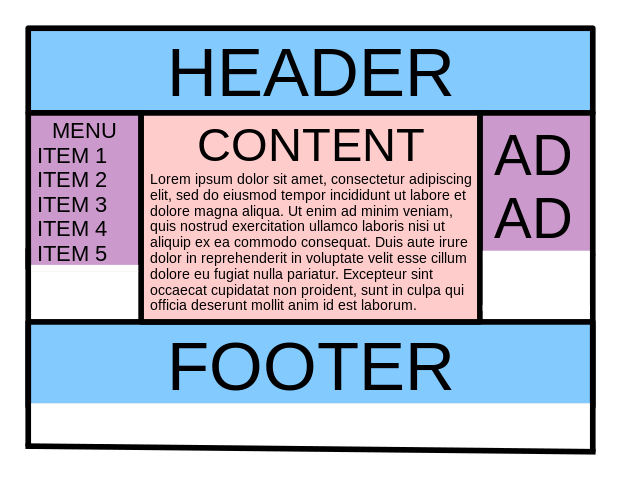 HEADER
MENU
ITEM 1
ITEM 2
ITEM 3
ITEM 4
ITEM 5
CONTENT
Lorem ipsum dolor sit amet, consectetur adipiscing
elit, sed do eiusmod tempor incididunt ut labore et
dolore magna aliqua. Ut enim ad minim veniam,
quis nostrud exercitation ullamco laboris nisi ut
aliquip ex ea commodo consequat. Duis aute irure
dolor in reprehenderit in voluptate velit esse cillum
dolore eu fugiat nulla pariatur. Excepteur sint
occaecat cupidatat non proident, sunt in culpa qui
officia deserunt mollit anim id est laborum.
AD
AD
FOOTER